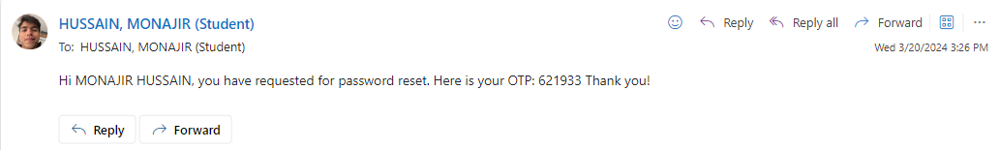 HUSSAIN, MONAJIR (Student)
Reply
Reply all
Forward
To: HUSSAIN, MONAJIR (Student)
Wed 3/20/2024 3:26 PM
Hi MONAJIR HUSSAIN, you have requested for password reset. Here is your OTP: 621933 Thank you!
Reply
Forward